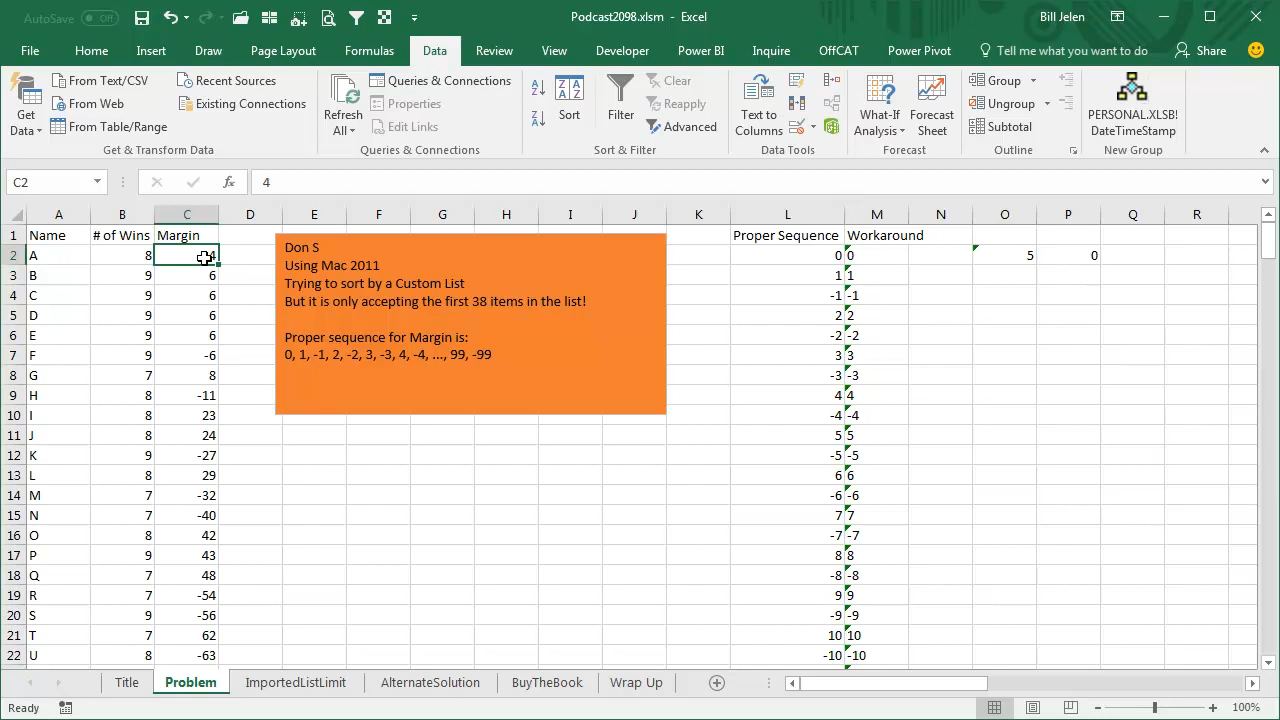 AutoSave Off
Podcast2098.xlsm - Excel
Bill Jelen
File Home Insert Draw Page Layout Formulas Data Review View Developer Power BI Inquire OffCAT Power Pivot Tell me what you want to do Share
Get Data
From Text/CSV
From Web
From Table/Range
Recent Sources
Existing Connections
Get & Transform Data
Refresh All
Queries & Connections
Properties
Edit Links
Queries & Connections
Sort
Filter
Clear
Reapply
Advanced
Sort & Filter
Text to Columns
Data Tools
What-If Analysis
Forecast Sheet
Forecast
Group
Ungroup
Subtotal
Outline
PERSONAL.XLSB! DateTimeStamp
New Group
C2 fx 4
A B C D E F G H I J K L M N O P Q R
1 Name # of Wins Margin Proper Sequence Workaround
2 A 8 4 0 0 5 0
3 B 9 6 1 1
4 C 9 6 -1 -1
5 D 9 6 2 2
6 E 9 6 -2 -2
7 F 9 -6 3 3
8 G 7 8 -3 -3
9 H 8 -11 4 4
10 I 8 23 -4 -4
11 J 8 24 5 5
12 K 9 -27 -5 -5
13 L 8 29 6 6
14 M 7 -32 -6 -6
15 N 7 -40 7 7
16 O 8 42 -7 -7
17 P 9 43 8 8
18 Q 7 48 -8 -8
19 R 7 -54 9 9
20 S 9 -56 -9 -9
21 T 7 62 10 10
22 U 8 -63 -10 -10
Don S
Using Mac 2011
Trying to sort by a Custom List
But it is only accepting the first 38 items in the list!
Proper sequence for Margin is:
0, 1, -1, 2, -2, 3, -3, 4, -4, ..., 99, -99
Title Problem ImportedListLimit AlternateSolution BuyTheBook Wrap Up
Ready
100%